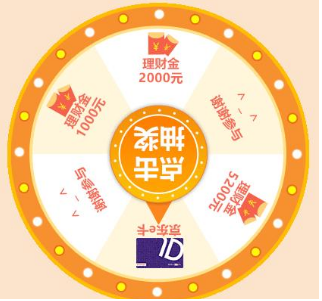 理财金
2000元
谢谢参与
理财金
5200元
京东e卡
谢谢参与
理财金
1000元
点击
抽奖